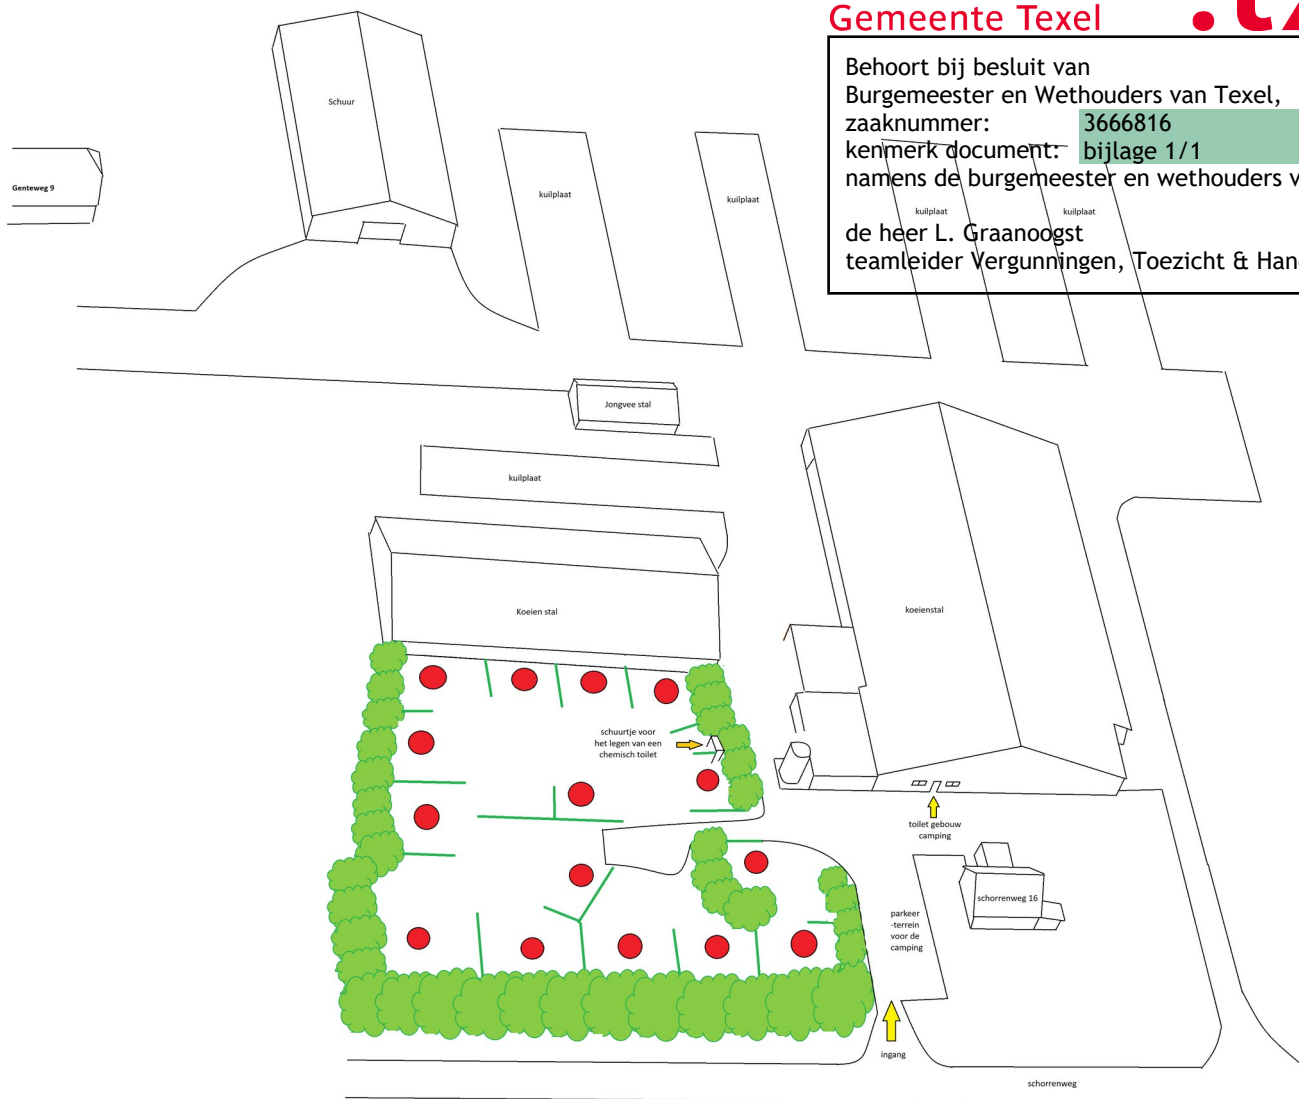 Gemeente Texel
Behoort bij besluit van
Burgemeester en Wethouders van Texel,
zaaknummer: 3666816
kenmerk document: bijlage 1/1
namens de burgemeester en wethouders v
de heer L. Graanoogst
teamleider Vergunningen, Toezicht & Han
Schuur
Genteweg 9
kuilplaat
kuilplaat
kuilplaat
kuilplaat
Jongvee stal
kuilplaat
Koeien stal
koeienstal
schuurtje voor
het legen van een
chemisch toilet
toilet gebouw
camping
schorrenweg 16
parkeer
-terrein
voor de
camping
ingang
schorrenweg